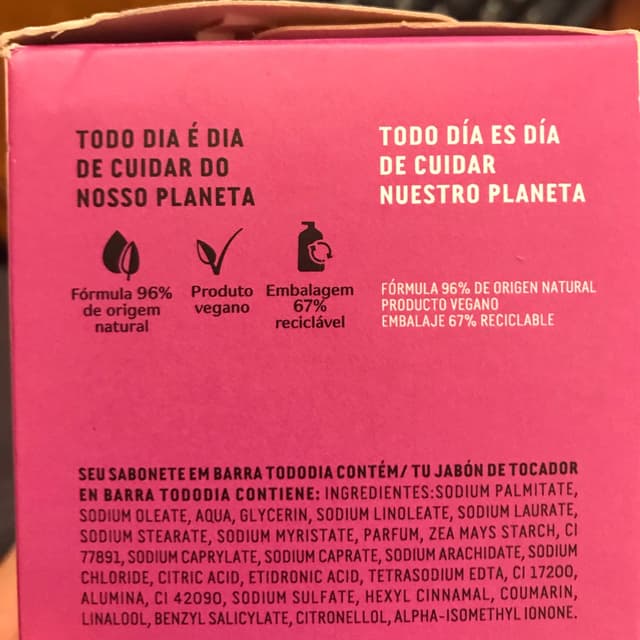 TODO DIA É DIA
DE CUIDAR DO
NOSSO PLANETA
Fórmula 96%
de origem
natural
Produto
vegano
Embalagem
67%
reciclável
TODO DÍA ES DÍA
DE CUIDAR
NUESTRO PLANETA
FÓRMULA 96% DE ORIGEN NATURAL
PRODUCTO VEGANO
EMBALAJE 67% RECICLABLE
SEU SABONETE EM BARRA TODODIA CONTÉM/ TU JABÓN DE TOCADOR
EN BARRA TODODIA CONTIENE: INGREDIENTES:SODIUM PALMITATE,
SODIUM OLEATE, AQUA, GLYCERIN, SODIUM LINOLEATE, SODIUM LAURATE,
SODIUM STEARATE, SODIUM MYRISTATE, PARFUM, ZEA MAYS STARCH, CI
77891, SODIUM CAPRYLATE, SODIUM CAPRATE, SODIUM ARACHIDATE, SODIUM
CHLORIDE, CITRIC ACID, ETIDRONIC ACID, TETRASODIUM EDTA, CI 17200,
ALUMINA, CI 42090, SODIUM SULFATE, HEXYL CINNAMAL, COUMARIN,
LINALOOL, BENZYL SALICYLATE, CITRONELLOL, ALPHA-ISOMETHYL IONONE.